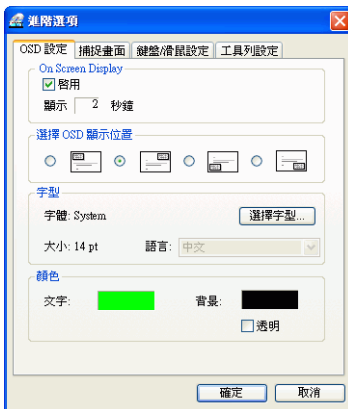 進階選項
OSD 設定 捕捉畫面 鍵盤/滑鼠設定 工具列設定
On Screen Display
啓用
顯示 2 秒鐘
選擇 OSD 顯示位置
字型
字體: System 選擇字型...
大小: 14 pt 語言: 中文
顏色
文字: 背景:
透明
確定 取消